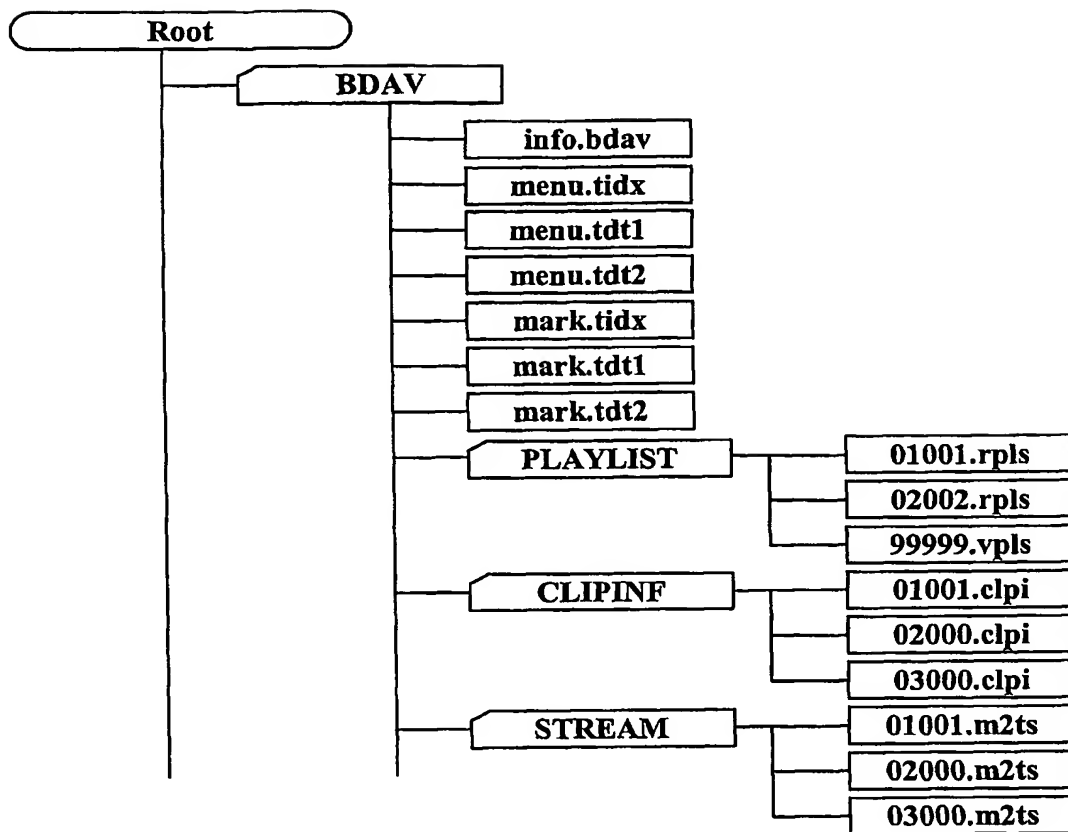 Root
BDAV
info.bdav
menu.tidx
menu.tdt1
menu.tdt2
mark.tidx
mark.tdt1
mark.tdt2
PLAYLIST
01001.rpls
02002.rpls
99999.vpls
CLIPINF
01001.clpi
02000.clpi
03000.clpi
STREAM
01001.m2ts
02000.m2ts
03000.m2ts